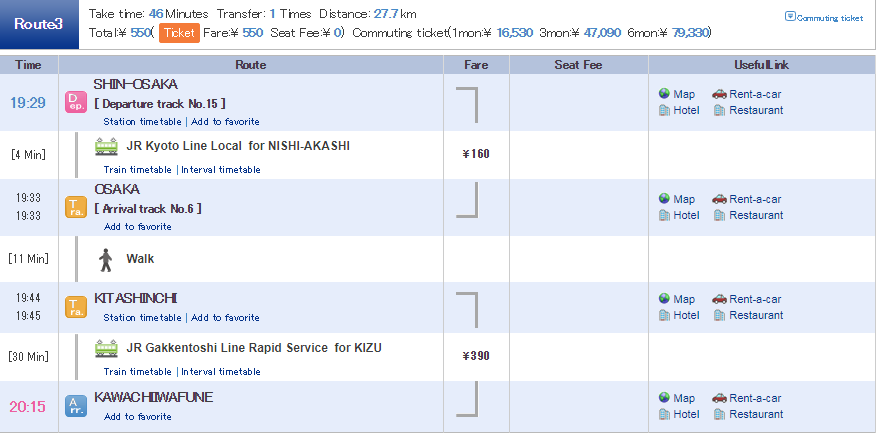 Route3
Take time: 46 Minutes Transfer: 1 Times Distance: 27.7 km
Total:¥ 550( Ticket Fare:¥ 550 Seat Fee:¥ 0) Commuting ticket(1mon:¥ 16,530 3mon:¥ 47,090 6mon:¥ 79,330)
Commuting ticket
Time Route Fare Seat Fee UsefulLink
19:29 Dep. SHIN-OSAKA
[ Departure track No.15 ]
Station timetable | Add to favorite
Map Rent-a-car
Hotel Restaurant
[4 Min] JR Kyoto Line Local for NISHI-AKASHI ¥160
Train timetable | Interval timetable
19:33
19:33
Tra. OSAKA
[ Arrival track No.6 ]
Add to favorite
Map Rent-a-car
Hotel Restaurant
[11 Min] Walk
19:44
19:45
Tra. KITASHINCHI
Station timetable | Add to favorite
Map Rent-a-car
Hotel Restaurant
[30 Min] JR Gakkentoshi Line Rapid Service for KIZU ¥390
Train timetable | Interval timetable
20:15 Arr. KAWACHIIWAFUNE
Add to favorite
Map Rent-a-car
Hotel Restaurant